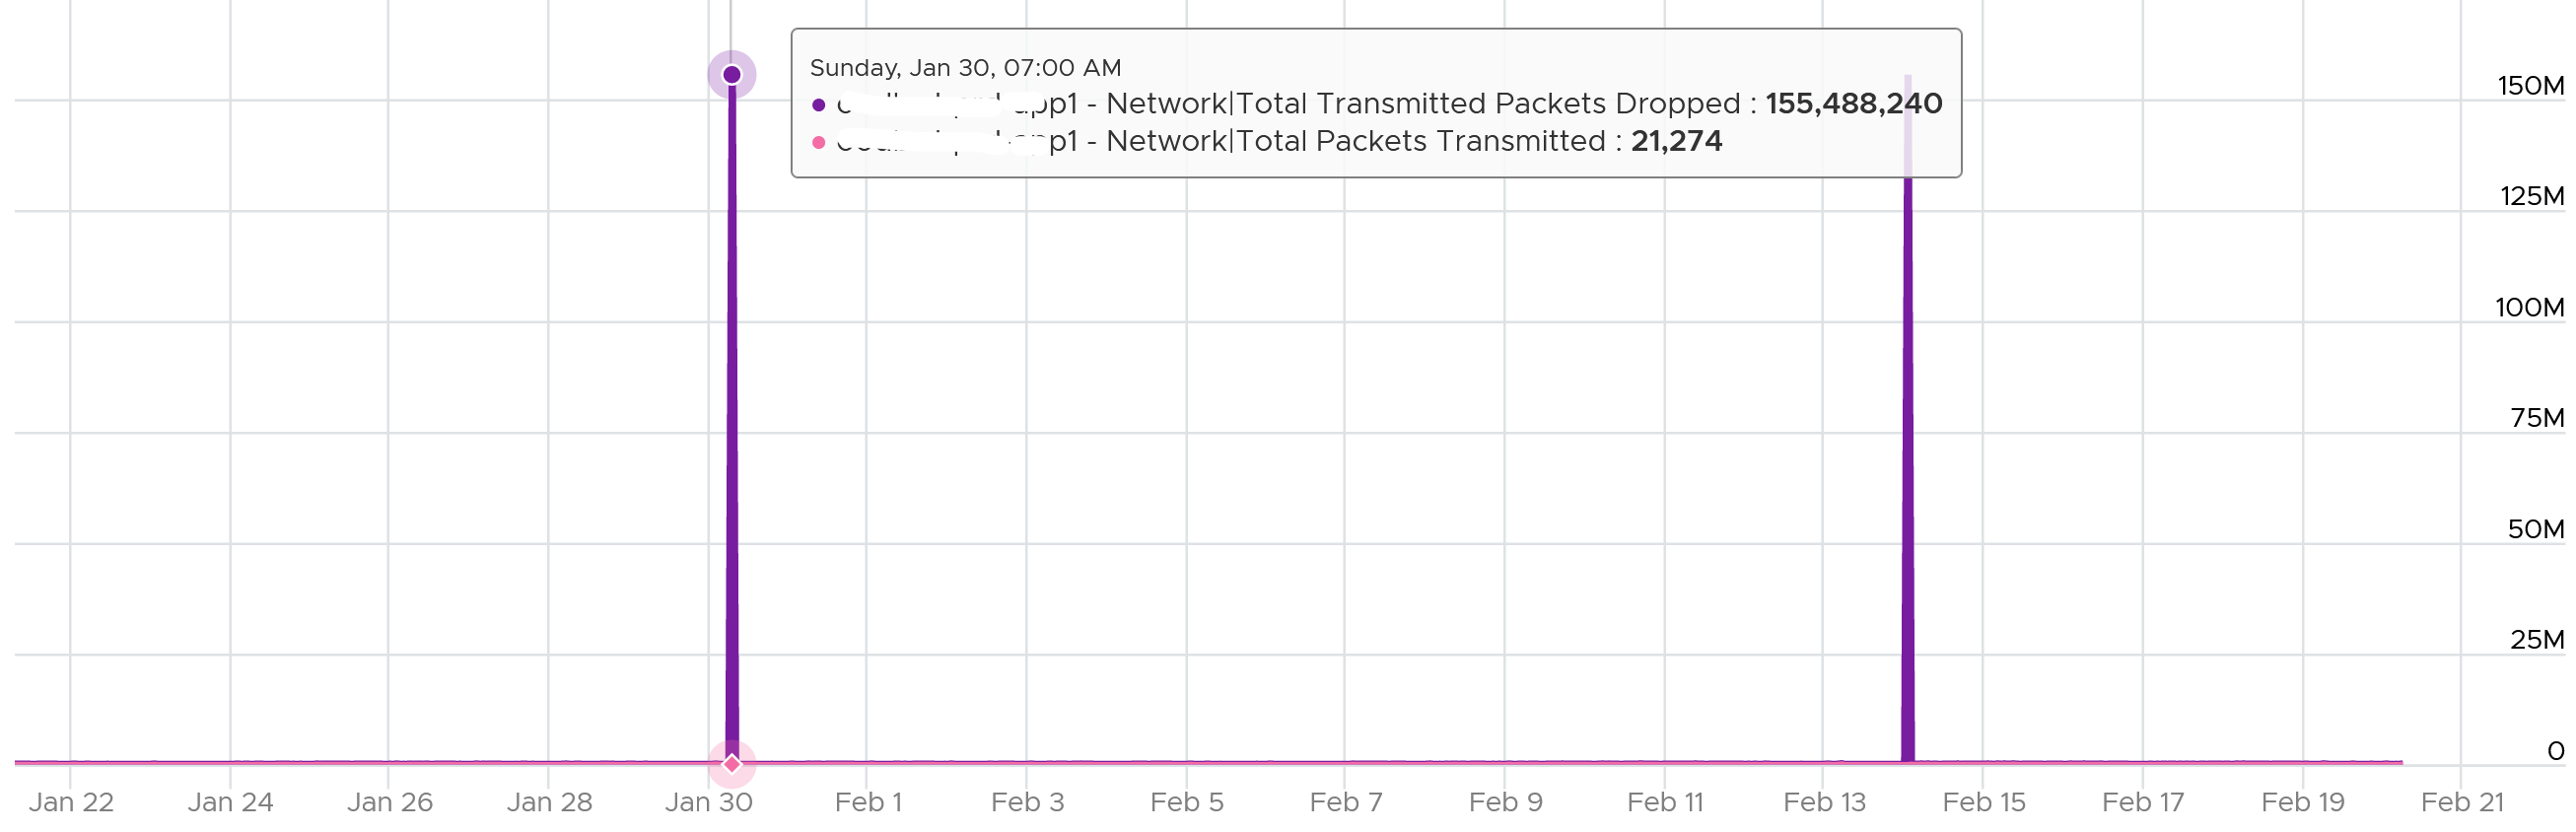 Sunday, Jan 30, 07:00 AM
app1 - Network|Total Transmitted Packets Dropped : 155,488,240
pp1 - Network|Total Packets Transmitted : 21,274
150M
125M
100M
75M
50M
25M
0
Jan 22 Jan 24 Jan 26 Jan 28 Jan 30 Feb 1 Feb 3 Feb 5 Feb 7 Feb 9 Feb 11 Feb 13 Feb 15 Feb 17 Feb 19 Feb 21